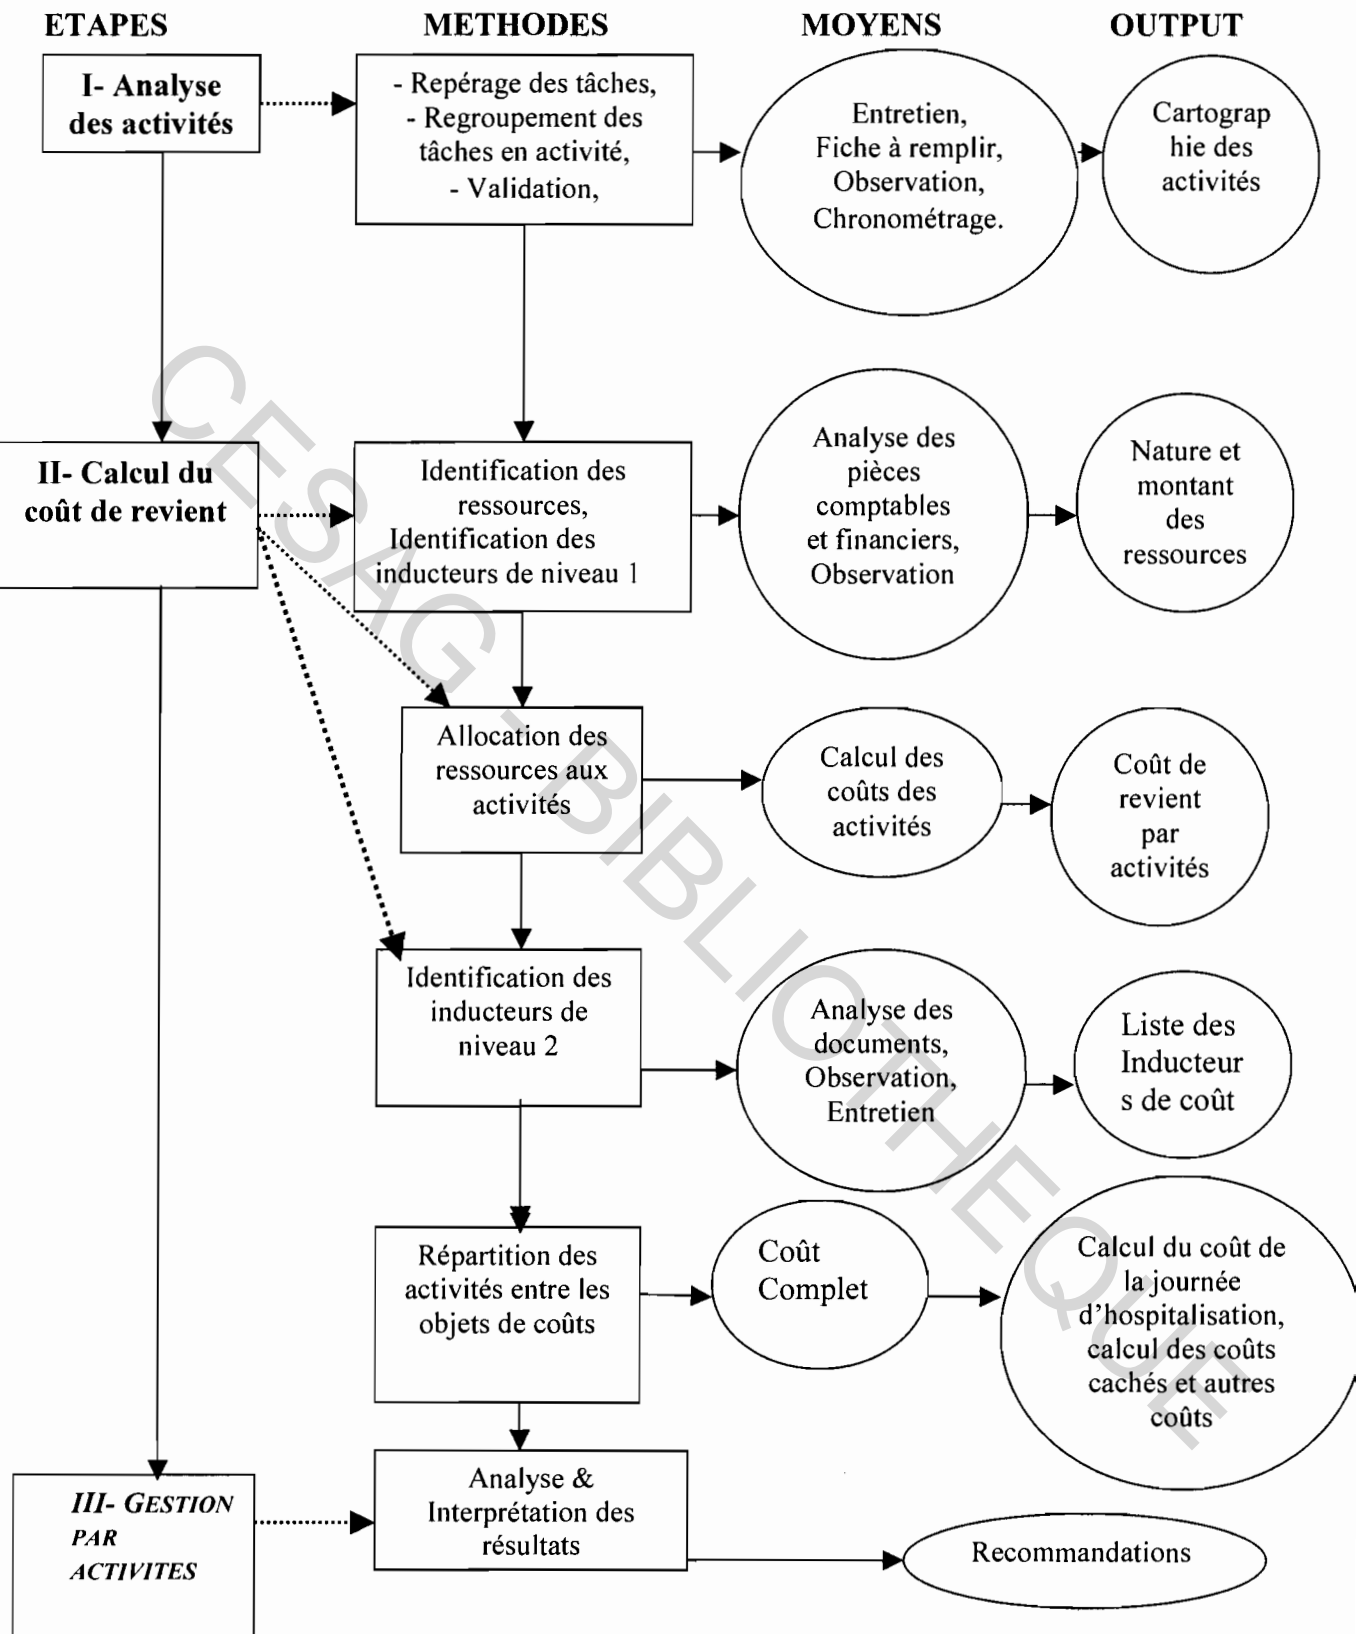 ETAPES METHODES MOYENS OUTPUT
I- Analyse
des activités
- Repérage des tâches,
- Regroupement des
tâches en activité,
- Validation,
Entretien,
Fiche à remplir,
Observation,
Chronométrage.
Cartograp
hie des
activités
II- Calcul du
coût de revient
Identification des
ressources,
Identification des
inducteurs de niveau 1
Analyse des
pièces
comptables
et financiers,
Observation
Nature et
montant
des
ressources
Allocation des
ressources aux
activités
Calcul des
coûts des
activités
Coût de
revient
par
activités
Identification des
inducteurs de
niveau 2
Analyse des
documents,
Observation,
Entretien
Liste des
Inducteur
s de coût
Répartition des
activités entre les
objets de coûts
Coût
Complet
Calcul du coût de
la journée
d'hospitalisation,
calcul des coûts
cachés et autres
coûts
III- GESTION
PAR
ACTIVITES
Analyse &
Interprétation des
résultats
Recommandations
CESAG - BIBLIOTHEQUE